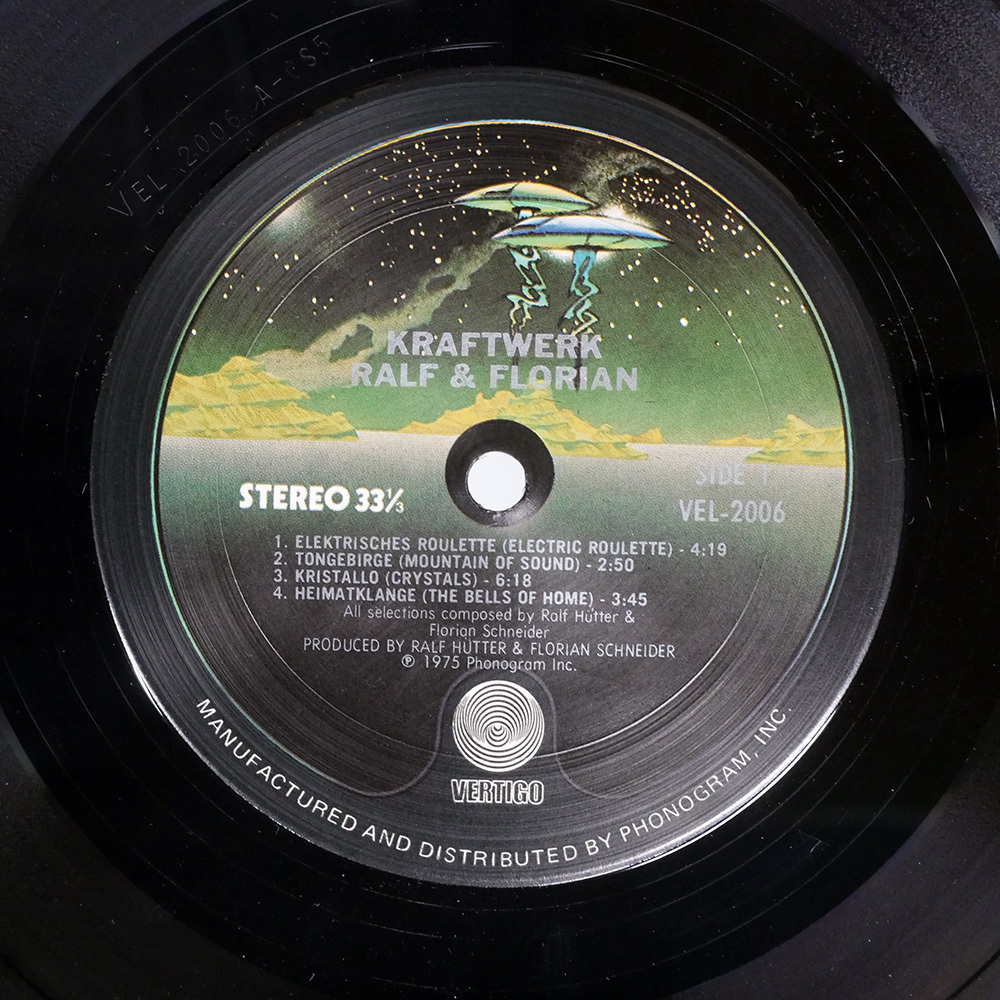 VEL 2006 A-CS5
KRAFTWERK
RALF & FLORIAN
SIDE 1
STEREO 33⅓
VEL-2006
1. ELEKTRISCHES ROULETTE (ELECTRIC ROULETTE) - 4:19
2. TONGEBIRGE (MOUNTAIN OF SOUND) - 2:50
3. KRISTALLO (CRYSTALS) - 6:18
4. HEIMATKLANGE (THE BELLS OF HOME) - 3:45
All selections composed by Ralf Hütter &
Florian Schneider
PRODUCED BY RALF HÜTTER & FLORIAN SCHNEIDER
℗ 1975 Phonogram Inc.
VERTIGO
MANUFACTURED AND DISTRIBUTED BY PHONOGRAM, INC.